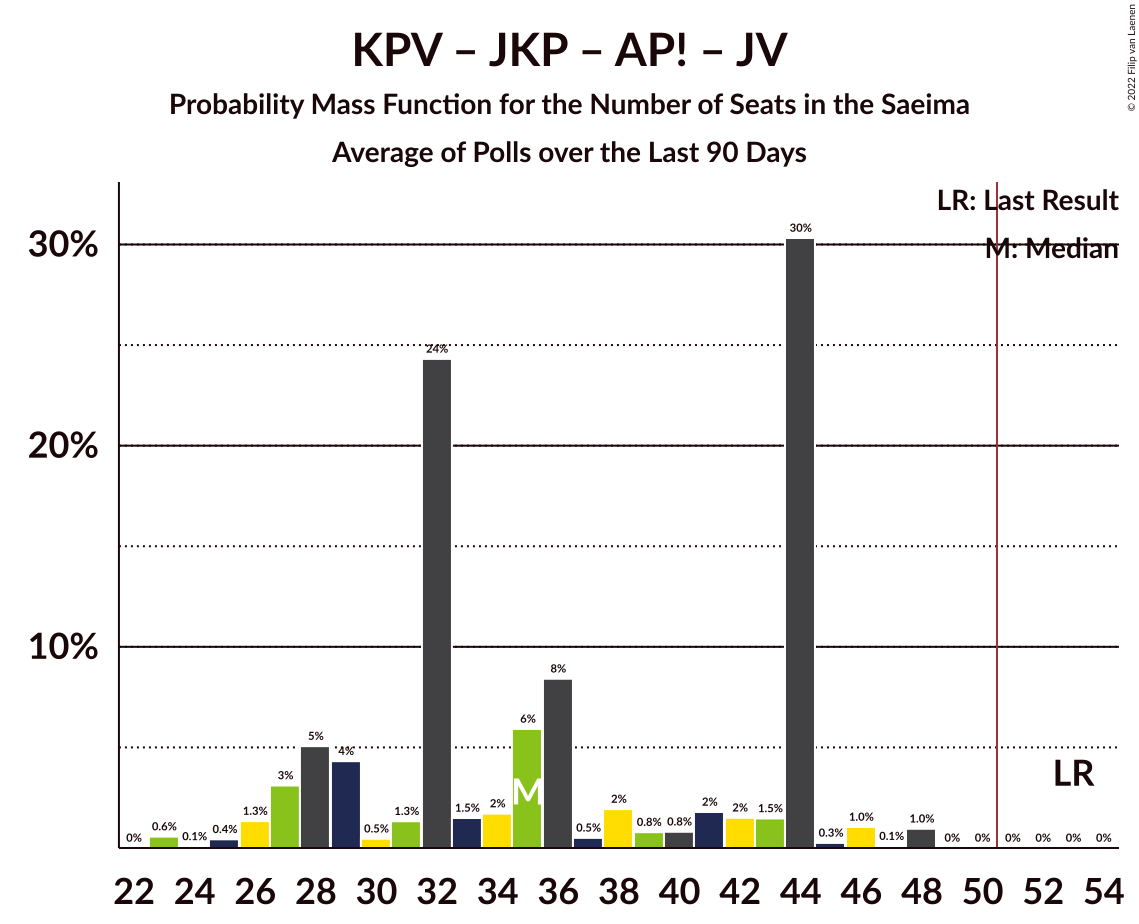 KPV – JKP – AP! – JV
Probability Mass Function for the Number of Seats in the Saeima
Average of Polls over the Last 90 Days
© 2022 Filip van Laenen
LR: Last Result
M: Median
30%
20%
10%
0% 0.6% 0.1% 0.4% 1.3% 3% 5% 4% 0.5% 1.3% 24% 1.5% 2% 6% 8% 0.5% 2% 0.8% 0.8% 2% 2% 1.5% 30% 0.3% 1.0% 0.1% 1.0% 0% 0% 0% 0% 0% 0%
M
LR
22 24 26 28 30 32 34 36 38 40 42 44 46 48 50 52 54